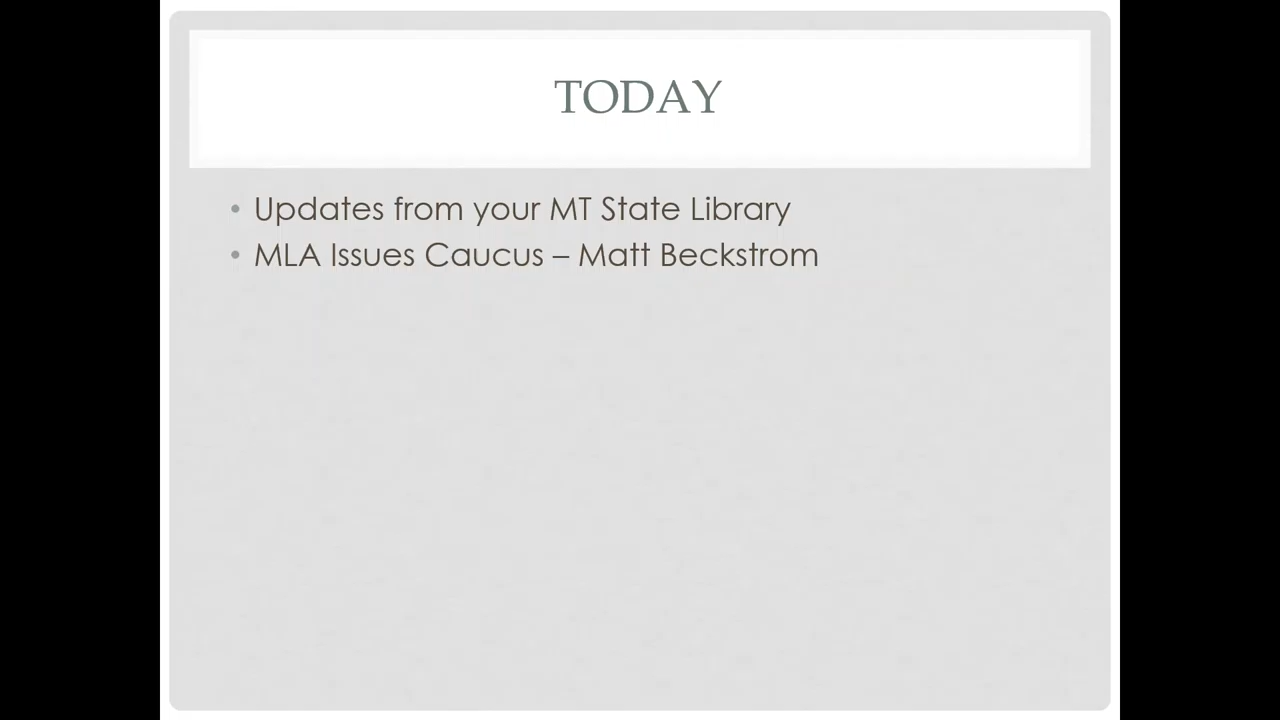 TODAY
• Updates from your MT State Library
• MLA Issues Caucus – Matt Beckstrom